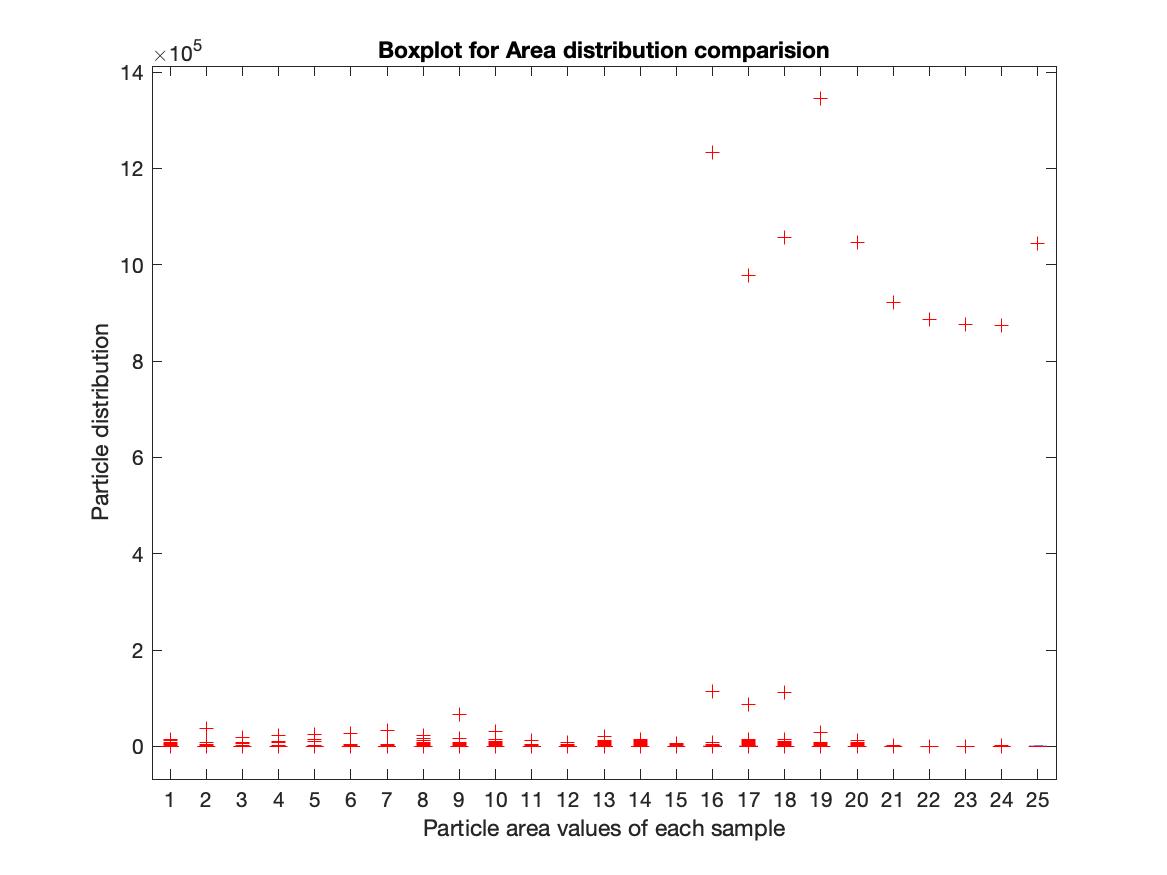 Boxplot for Area distribution comparision
×10⁵
14
12
10
8
6
4
2
0
Particle distribution
1 2 3 4 5 6 7 8 9 10 11 12 13 14 15 16 17 18 19 20 21 22 23 24 25
Particle area values of each sample